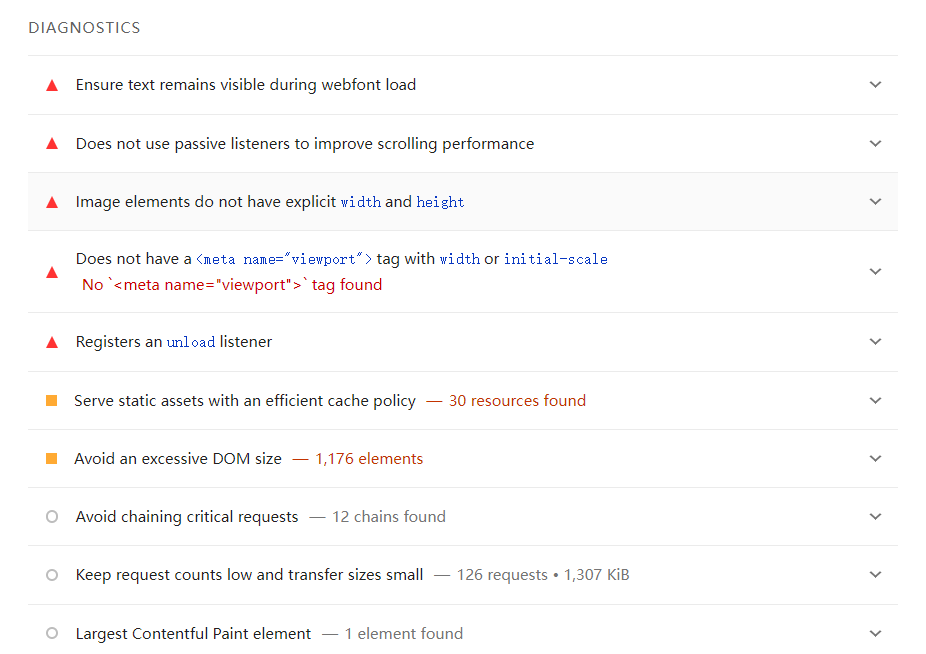 DIAGNOSTICS
Ensure text remains visible during webfont load
Does not use passive listeners to improve scrolling performance
Image elements do not have explicit width and height
Does not have a <meta name="viewport"> tag with width or initial-scale
No `<meta name="viewport">` tag found
Registers an unload listener
Serve static assets with an efficient cache policy — 30 resources found
Avoid an excessive DOM size — 1,176 elements
Avoid chaining critical requests — 12 chains found
Keep request counts low and transfer sizes small — 126 requests • 1,307 KiB
Largest Contentful Paint element — 1 element found